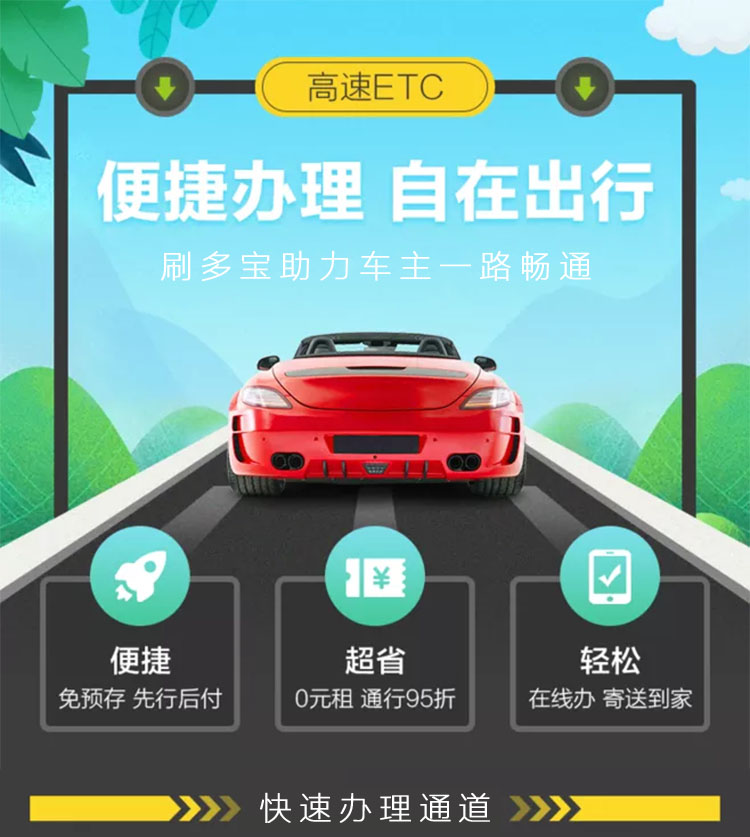 高速ETC
便捷办理 自在出行
刷多宝助力车主一路畅通
便捷
免预存 先行后付
超省
0元租 通行95折
轻松
在线办 寄送到家
快速办理通道